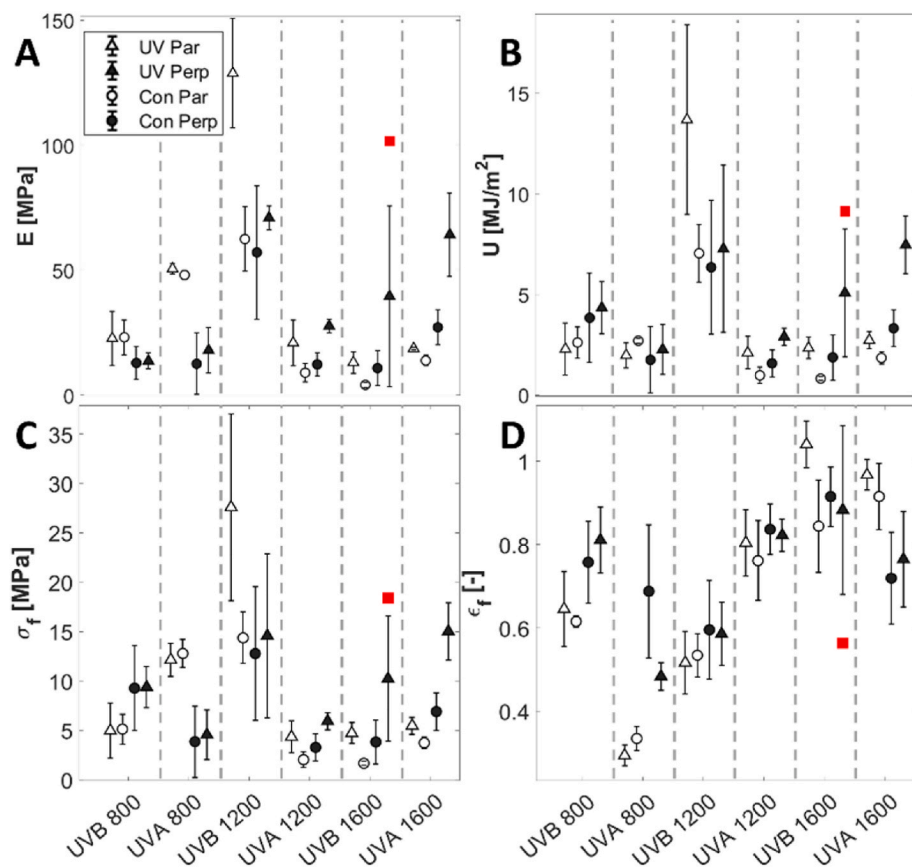 A
E [MPa]
150
100
50
0
UV Par
UV Perp
Con Par
Con Perp
B
U [MJ/m²]
15
10
5
0
C
σf [MPa]
35
30
25
20
15
10
5
0
UVB 800
UVA 800
UVB 1200
UVA 1200
UVB 1600
UVA 1600
D
ϵf [-]
1
0.8
0.6
0.4
UVB 800
UVA 800
UVB 1200
UVA 1200
UVB 1600
UVA 1600